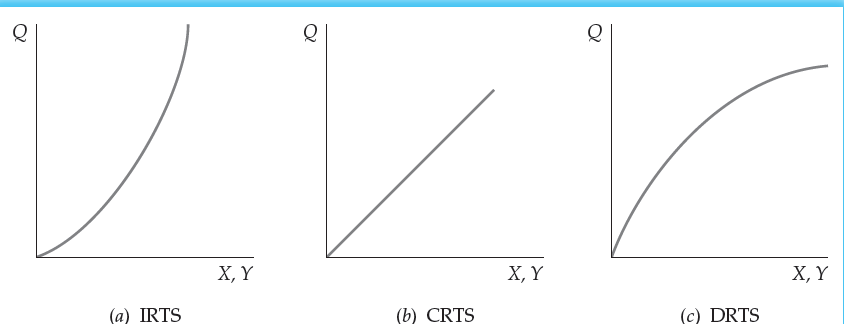 Q
X, Y
(a) IRTS
Q
X, Y
(b) CRTS
Q
X, Y
(c) DRTS